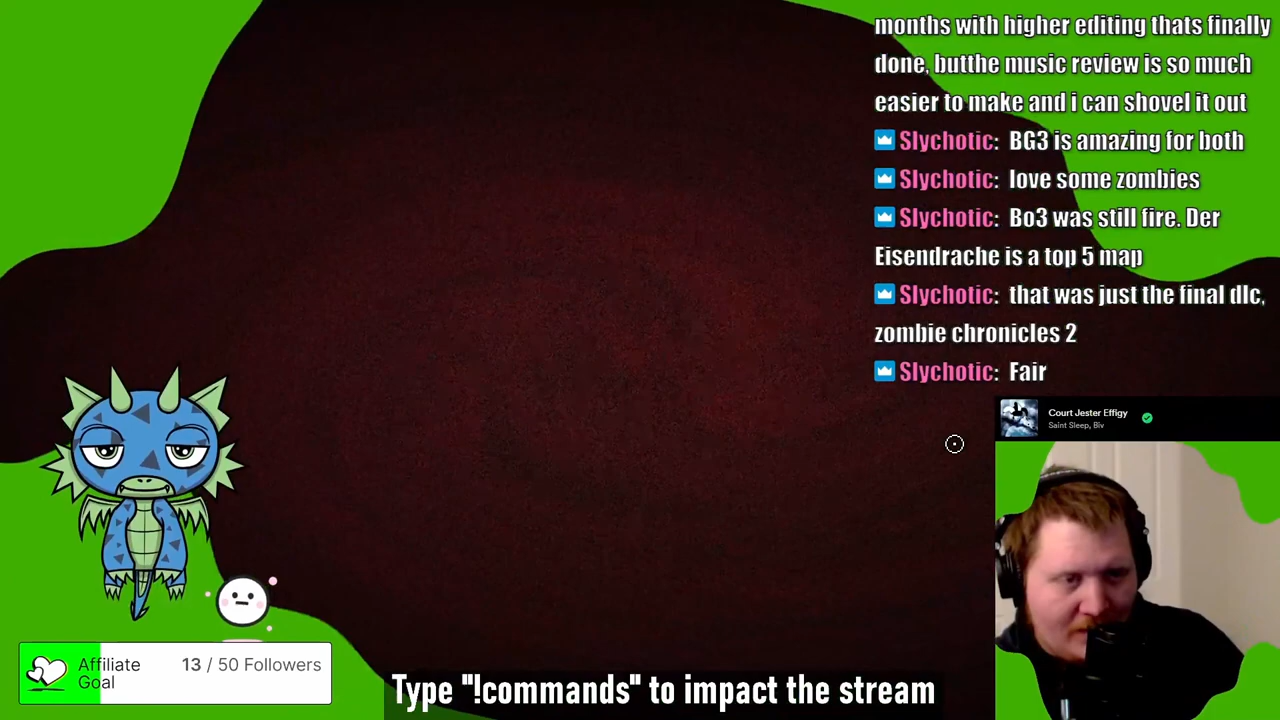 months with higher editing thats finally
done, butthe music review is so much
easier to make and i can shovel it out
Slychotic: BG3 is amazing for both
Slychotic: love some zombies
Slychotic: Bo3 was still fire. Der
Eisendrache is a top 5 map
Slychotic: that was just the final dlc,
zombie chronicles 2
Slychotic: Fair
Court Jester Effigy
Saint Sleep, Biv
Affiliate
Goal
13 / 50 Followers
Type "!commands" to impact the stream